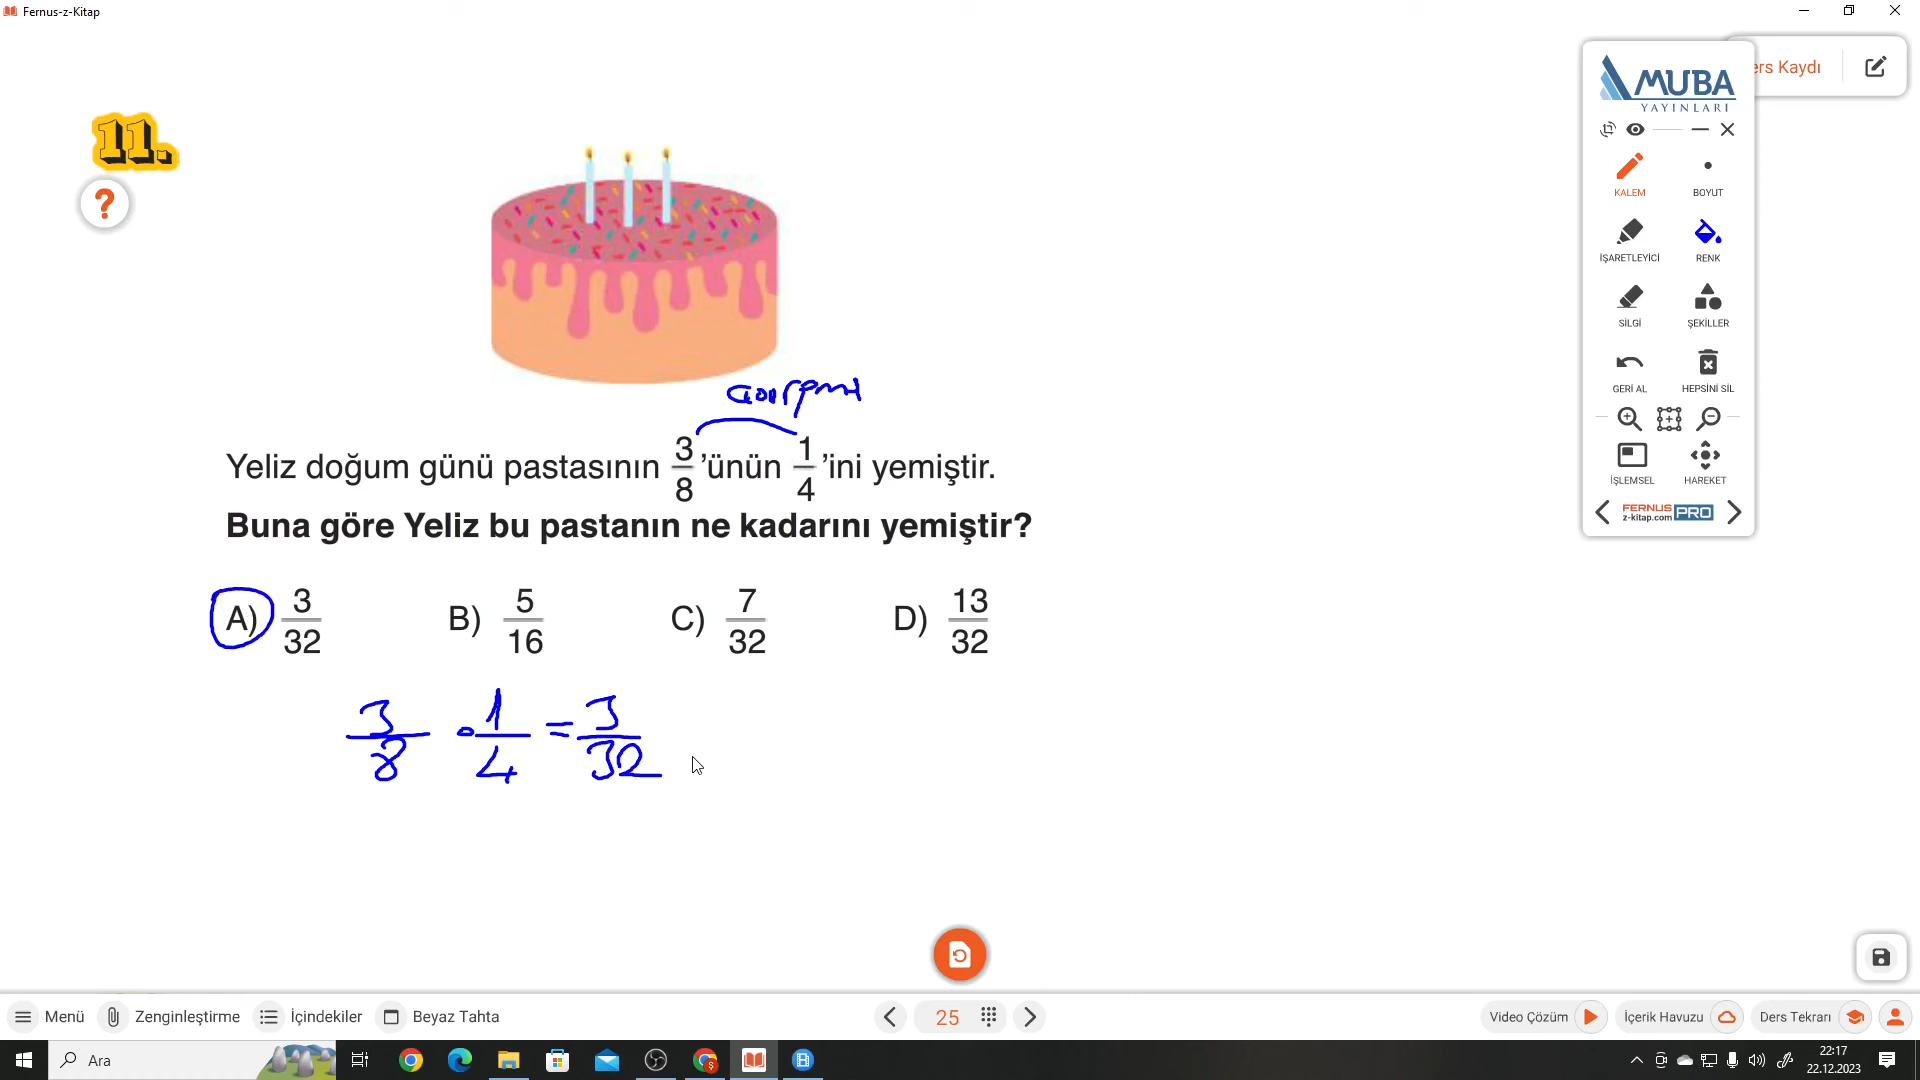 Fernus-z-Kitap
ers Kaydı
MUBA
YAYINLARI
KALEM
BOYUT
İŞARETLEYİCİ
RENK
SİLGİ
ŞEKİLLER
GERİ AL
HEPSİNİ SİL
İŞLEMSEL
HAREKET
FERNUS
z-kitap.com PRO
11.
?
Yeliz doğum günü pastasının 3/8 'ünün 1/4 'ini yemiştir.
Buna göre Yeliz bu pastanın ne kadarını yemiştir?
A) 3/32 B) 5/16 C) 7/32 D) 13/32
3/8 · 1/4 = 3/32
Menü Zenginleştirme İçindekiler Beyaz Tahta 25 Video Çözüm İçerik Havuzu Ders Tekrarı
Ara
22:17
22.12.2023